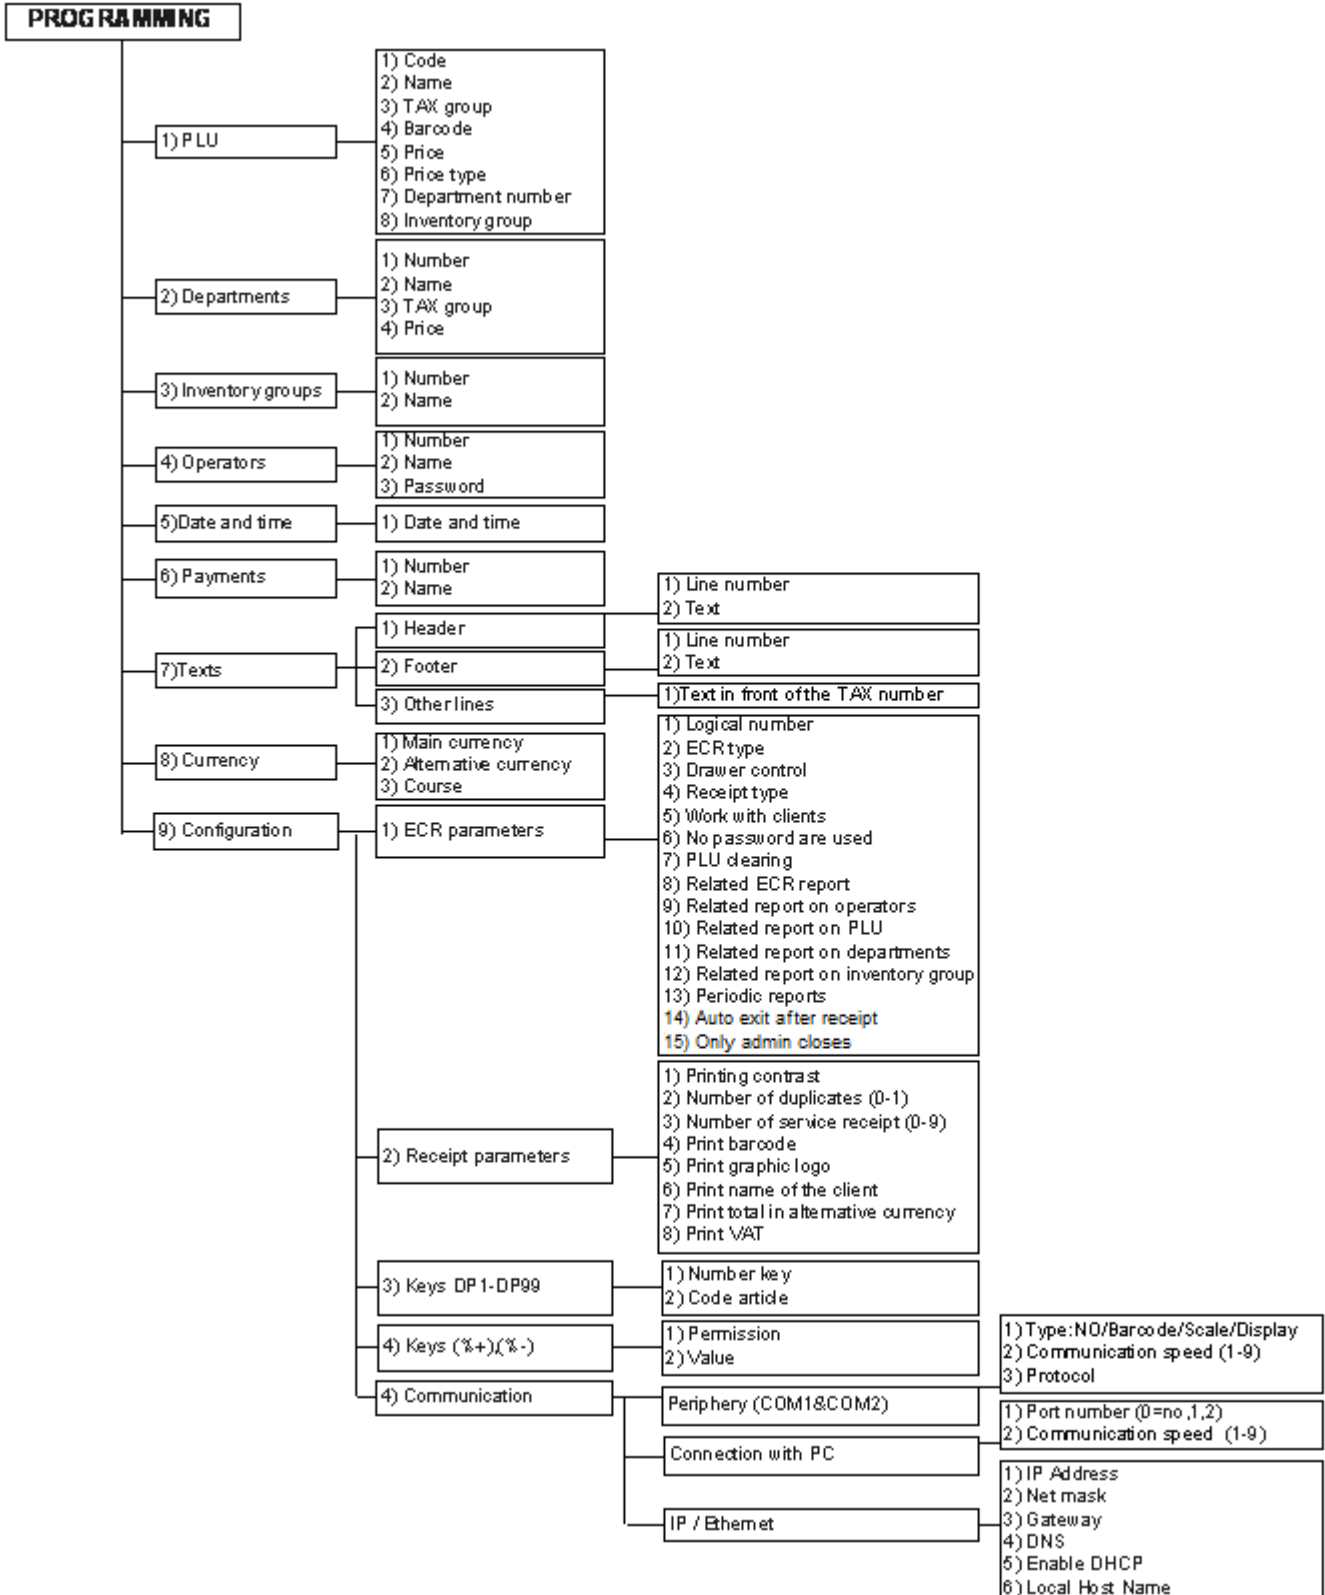 PROGRAMMING
1) PLU
1) Code
2) Name
3) TAX group
4) Barcode
5) Price
6) Price type
7) Department number
8) Inventory group
2) Departments
1) Number
2) Name
3) TAX group
4) Price
3) Inventory groups
1) Number
2) Name
4) Operators
1) Number
2) Name
3) Password
5)Date and time
1) Date and time
6) Payments
1) Number
2) Name
7)Texts
1) Header
1) Line number
2) Text
2) Footer
1) Line number
2) Text
3) Other lines
1)Text in front of the TAX number
8) Currency
1) Main currency
2) Alternative currency
3) Course
9) Configuration
1) ECR parameters
1) Logical number
2) ECR type
3) Drawer control
4) Receipt type
5) Work with clients
6) No password are used
7) PLU clearing
8) Related ECR report
9) Related report on operators
10) Related report on PLU
11) Related report on departments
12) Related report on inventory group
13) Periodic reports
14) Auto exit after receipt
15) Only admin closes
2) Receipt parameters
1) Printing contrast
2) Number of duplicates (0-1)
3) Number of service receipt (0-9)
4) Print barcode
5) Print graphic logo
6) Print name of the client
7) Print total in alternative currency
8) Print VAT
3) Keys DP1-DP99
1) Number key
2) Code article
4) Keys (%+),(%-)
1) Permission
2) Value
4) Communication
Periphery (COM1&COM2)
1) Type:NO/Barcode/Scale/Display
2) Communication speed (1-9)
3) Protocol
Connection with PC
1) Port number (0=no,1,2)
2) Communication speed (1-9)
IP / Ethernet
1) IP Address
2) Net mask
3) Gateway
4) DNS
5) Enable DHCP
6) Local Host Name